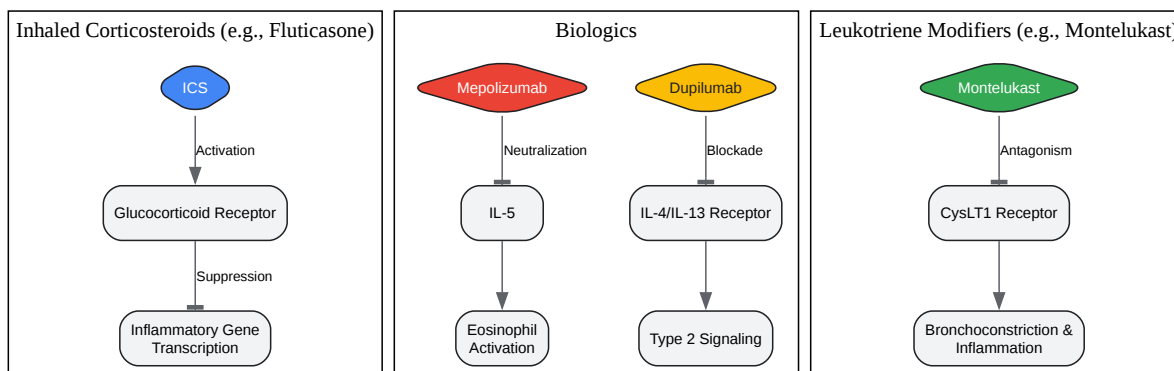 Inhaled Corticosteroids (e.g., Fluticasone)
ICS
Activation
Glucocorticoid Receptor
Suppression
Inflammatory Gene
Transcription
Biologics
Mepolizumab
Neutralization
IL-5
Eosinophil
Activation
Dupilumab
Blockade
IL-4/IL-13 Receptor
Type 2 Signaling
Leukotriene Modifiers (e.g., Montelukast)
Montelukast
Antagonism
CysLT1 Receptor
Bronchoconstriction &
Inflammation